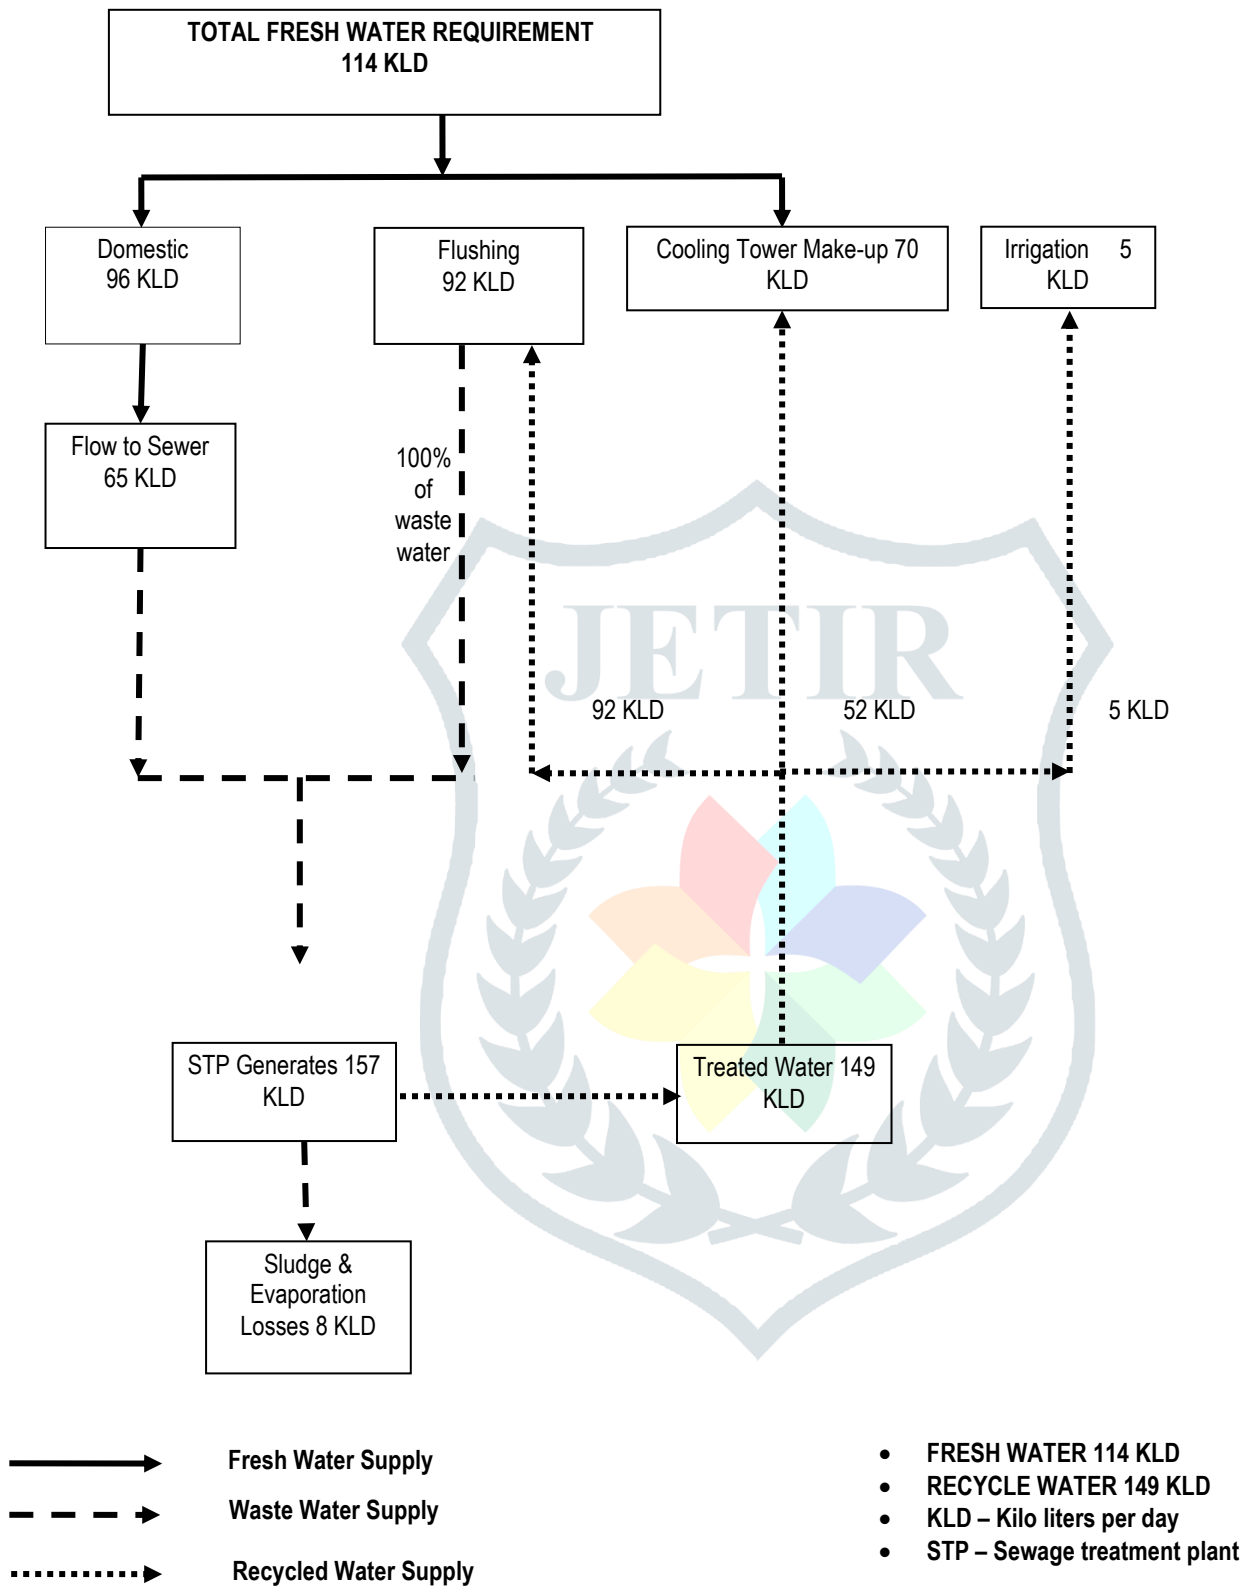 TOTAL FRESH WATER REQUIREMENT
114 KLD
Domestic
96 KLD
Flushing
92 KLD
Cooling Tower Make-up 70
KLD
Irrigation 5
KLD
Flow to Sewer
65 KLD
100%
of
waste
water
JETIR
92 KLD
52 KLD
5 KLD
STP Generates 157
KLD
Treated Water 149
KLD
Sludge &
Evaporation
Losses 8 KLD
Fresh Water Supply
Waste Water Supply
Recycled Water Supply
• FRESH WATER 114 KLD
• RECYCLE WATER 149 KLD
• KLD – Kilo liters per day
• STP – Sewage treatment plant